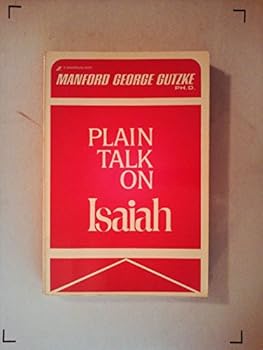 MANFORD GEORGE GUTZKE
PH.D.
PLAIN
TALK
ON
Isaiah